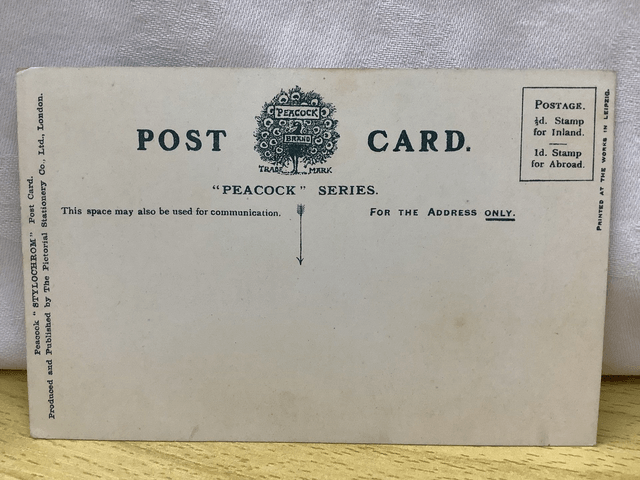 POST CARD.
PEACOCK
BRAND
TRADE MARK
"PEACOCK" SERIES.
This space may also be used for communication.
FOR THE ADDRESS ONLY.
POSTAGE.
½d. Stamp
for Inland.
1d. Stamp
for Abroad.
PRINTED AT THE WORKS IN LEIPZIG.
Peacock "STYLOCHROM" Post Card.
Produced and Published by The Pictorial Stationery Co., Ltd., London.